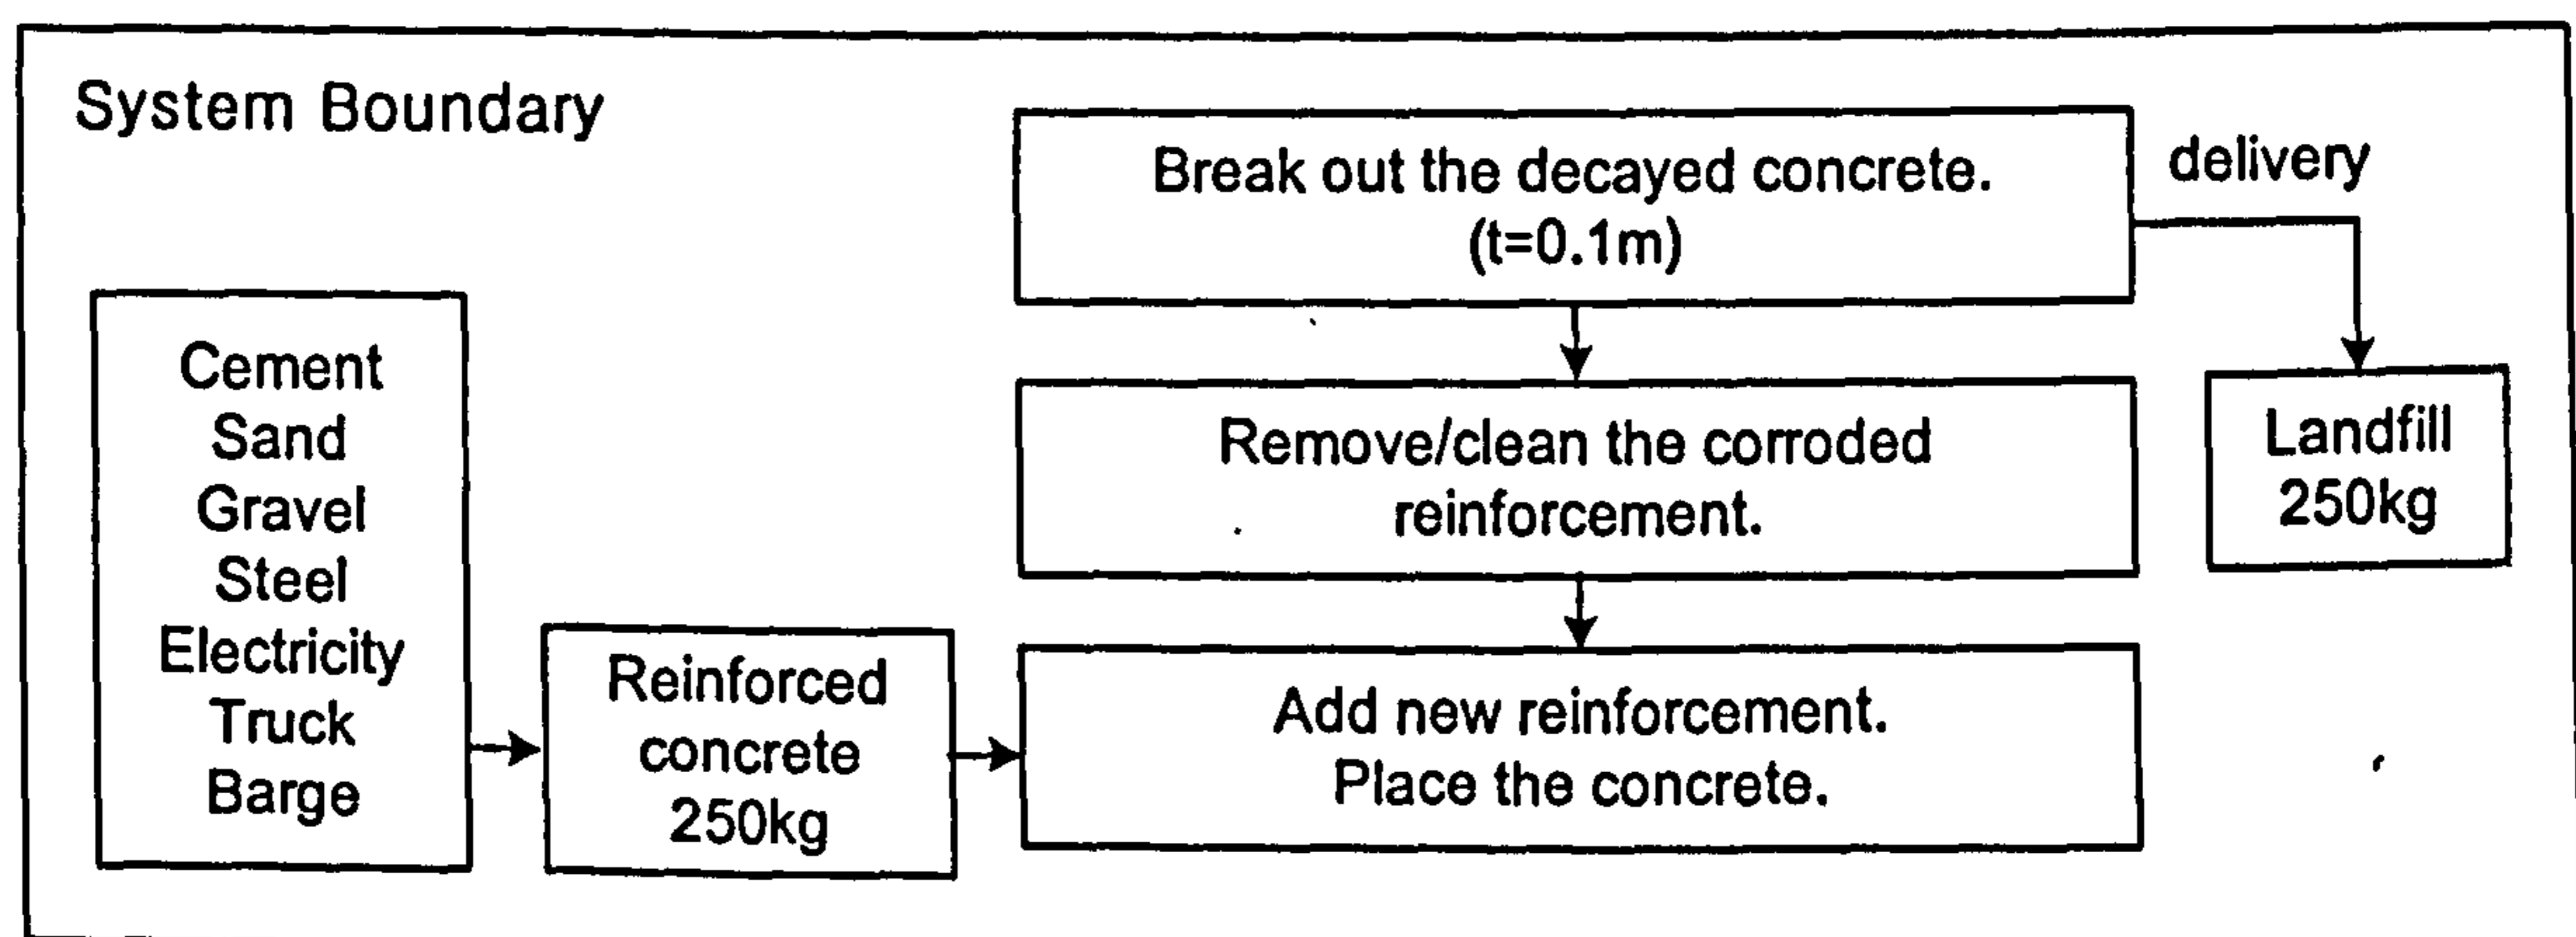 System Boundary
Break out the decayed concrete.
(t=0.1m)
delivery
Cement
Sand
Gravel
Steel
Electricity
Truck
Barge
Remove/clean the corroded
reinforcement.
Landfill
250kg
Reinforced
concrete
250kg
Add new reinforcement.
Place the concrete.